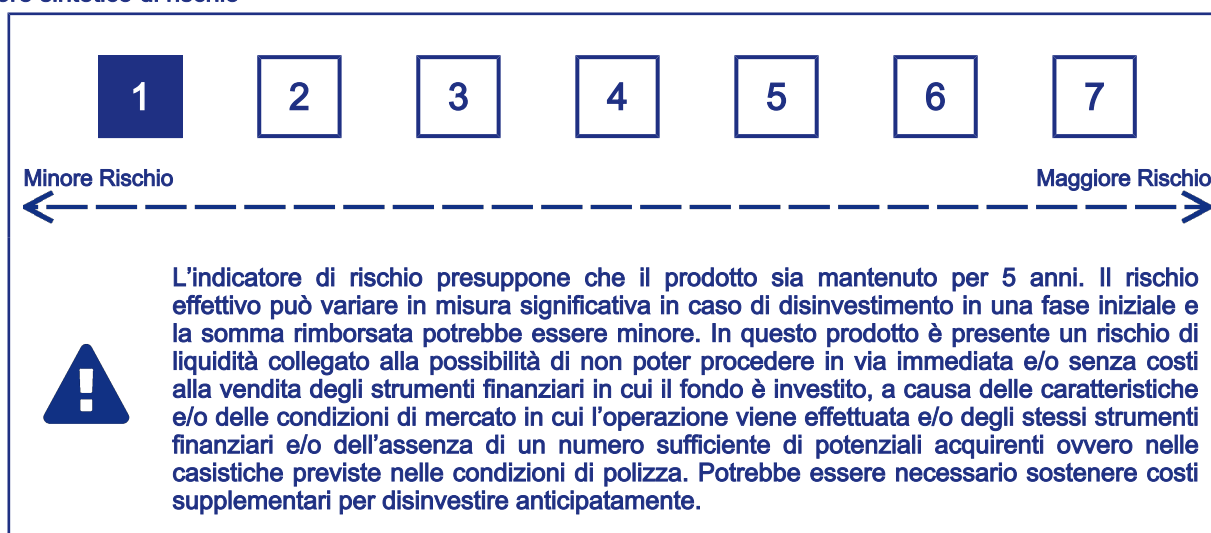 sintetico di rischio
1 2 3 4 5 6 7
Minore Rischio Maggiore Rischio
L'indicatore di rischio presuppone che il prodotto sia mantenuto per 5 anni. Il rischio
effettivo può variare in misura significativa in caso di disinvestimento in una fase iniziale e
la somma rimborsata potrebbe essere minore. In questo prodotto è presente un rischio di
liquidità collegato alla possibilità di non poter procedere in via immediata e/o senza costi
alla vendita degli strumenti finanziari in cui il fondo è investito, a causa delle caratteristiche
e/o delle condizioni di mercato in cui l'operazione viene effettuata e/o degli stessi strumenti
finanziari e/o dell'assenza di un numero sufficiente di potenziali acquirenti ovvero nelle
casistiche previste nelle condizioni di polizza. Potrebbe essere necessario sostenere costi
supplementari per disinvestire anticipatamente.